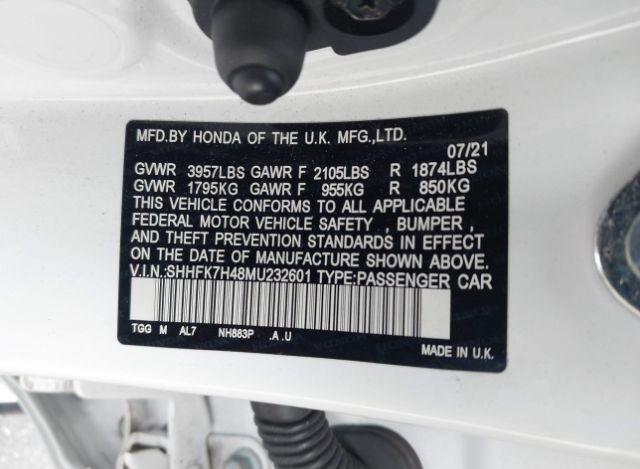 MFD.BY HONDA OF THE U.K. MFG.,LTD.
07/21
GVWR 3957LBS GAWR F 2105LBS R 1874LBS
GVWR 1795KG GAWR F 955KG R 850KG
THIS VEHICLE CONFORMS TO ALL APPLICABLE
FEDERAL MOTOR VEHICLE SAFETY , BUMPER ,
AND THEFT PREVENTION STANDARDS IN EFFECT
ON THE DATE OF MANUFACTURE SHOWN ABOVE.
V.I.N.:SHHFK7H48MU232601 TYPE:PASSENGER CAR
TGG M AL7 NH883P .A .U
MADE IN U.K.